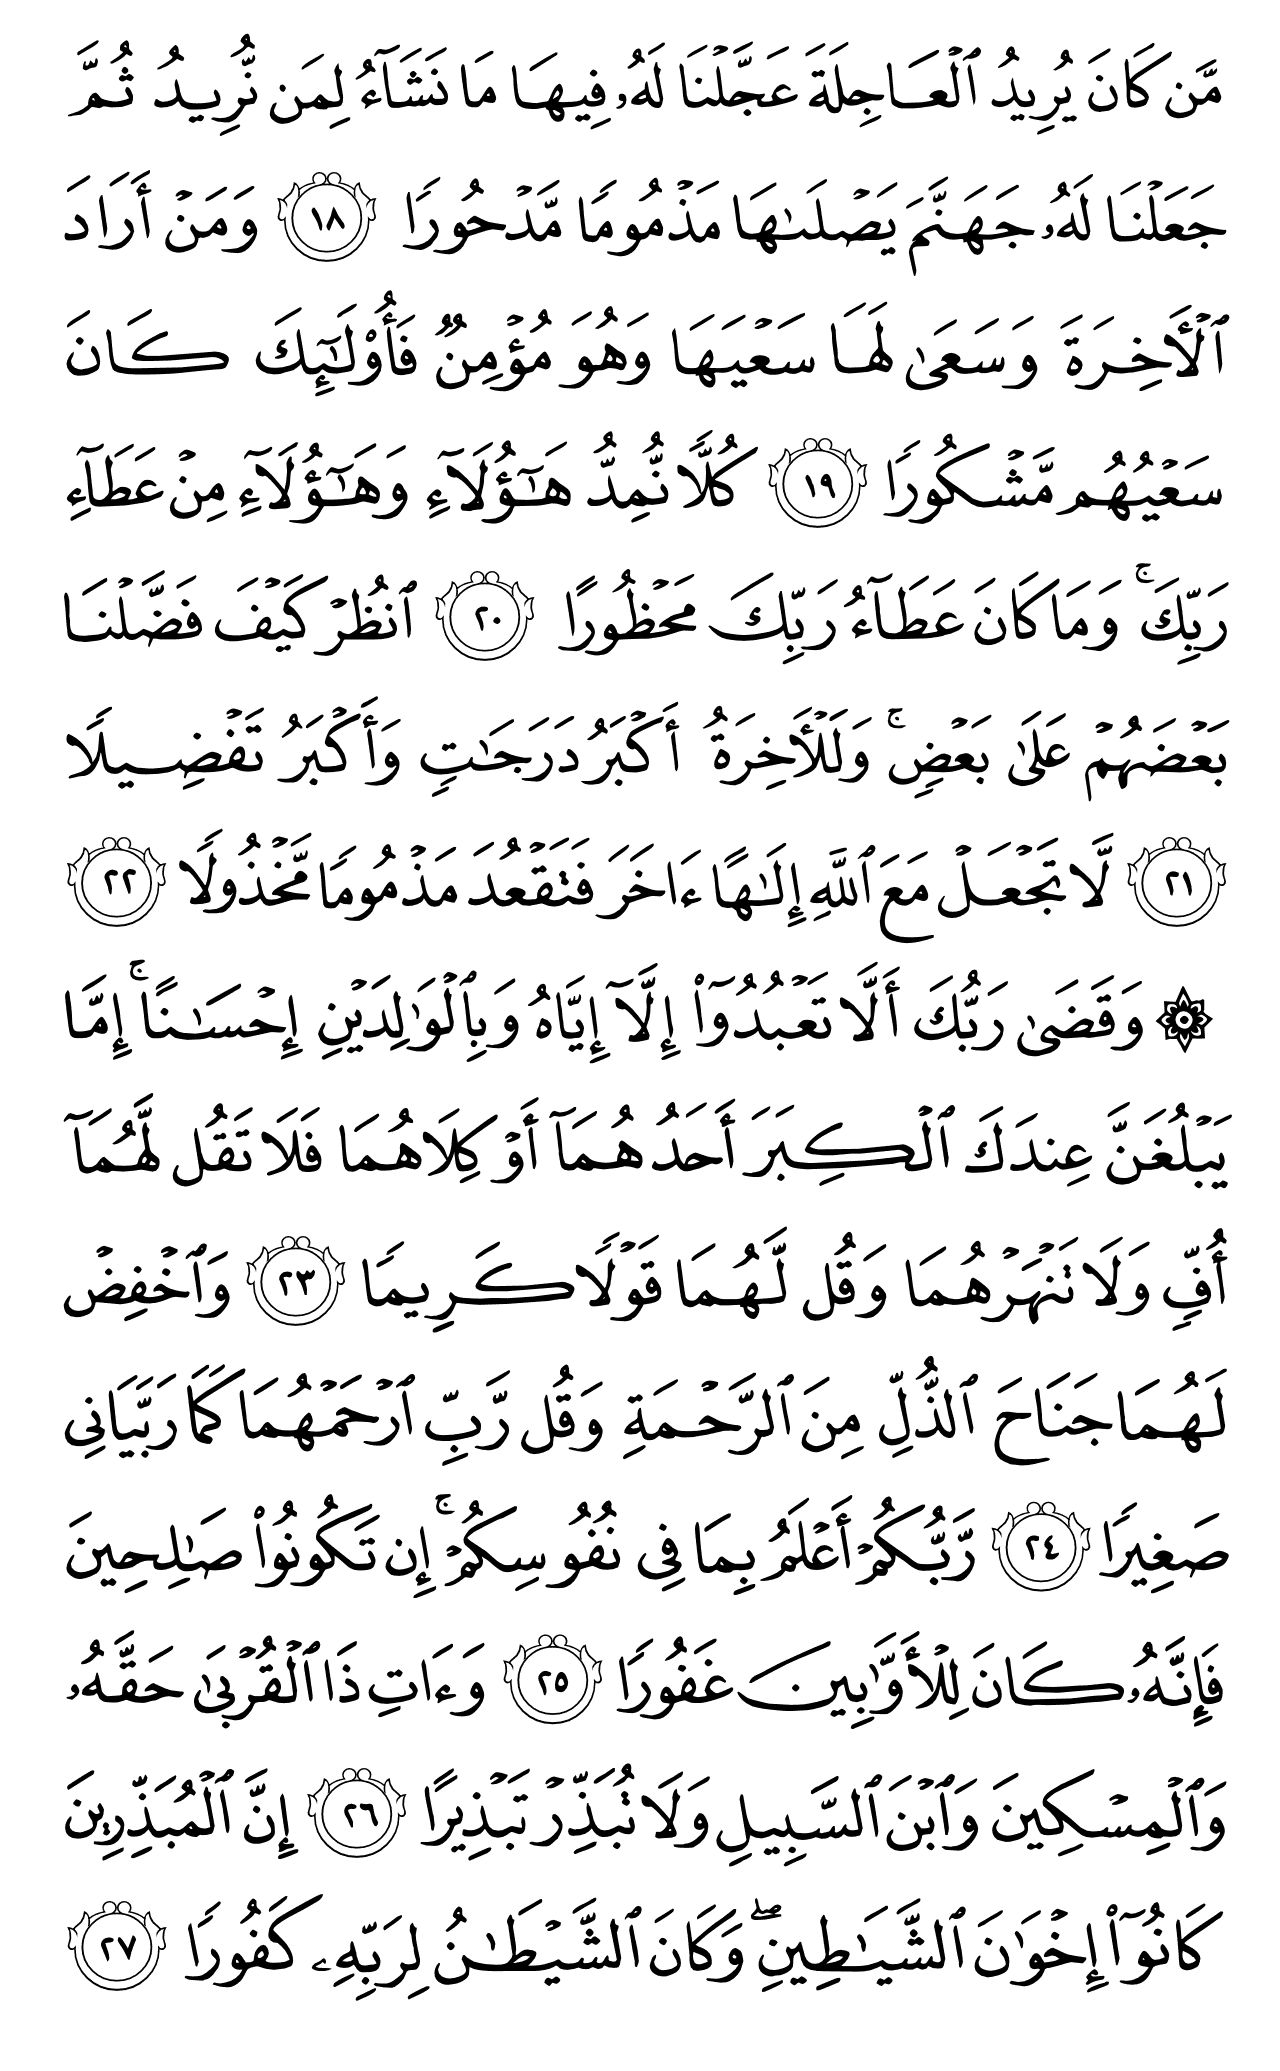 مَّن كَانَ يُرِيدُ ٱلۡعَاجِلَةَ عَجَّلۡنَا لَهُۥ فِيهَا مَا نَشَآءُ لِمَن نُّرِيدُ ثُمَّ
جَعَلۡنَا لَهُۥ جَهَنَّمَ يَصۡلَىٰهَا مَذۡمُومٗا مَّدۡحُورٗا ١٨ وَمَنۡ أَرَادَ
ٱلۡأٓخِرَةَ وَسَعَىٰ لَهَا سَعۡيَهَا وَهُوَ مُؤۡمِنٞ فَأُوْلَٰٓئِكَ كَانَ
سَعۡيُهُم مَّشۡكُورٗا ١٩ كُلّٗا نُّمِدُّ هَٰٓؤُلَآءِ وَهَٰٓؤُلَآءِ مِنۡ عَطَآءِ
رَبِّكَۚ وَمَا كَانَ عَطَآءُ رَبِّكَ مَحۡظُورًا ٢٠ ٱنظُرۡ كَيۡفَ فَضَّلۡنَا
بَعۡضَهُمۡ عَلَىٰ بَعۡضٖۚ وَلَلۡأٓخِرَةُ أَكۡبَرُ دَرَجَٰتٖ وَأَكۡبَرُ تَفۡضِيلٗا
٢١ لَّا تَجۡعَلۡ مَعَ ٱللَّهِ إِلَٰهًا ءَاخَرَ فَتَقۡعُدَ مَذۡمُومٗا مَّخۡذُولٗا ٢٢
۞ وَقَضَىٰ رَبُّكَ أَلَّا تَعۡبُدُوٓاْ إِلَّآ إِيَّاهُ وَبِٱلۡوَٰلِدَيۡنِ إِحۡسَٰنًاۚ إِمَّا
يَبۡلُغَنَّ عِندَكَ ٱلۡكِبَرَ أَحَدُهُمَآ أَوۡ كِلَاهُمَا فَلَا تَقُل لَّهُمَآ
أُفّٖ وَلَا تَنۡهَرۡهُمَا وَقُل لَّهُمَا قَوۡلٗا كَرِيمٗا ٢٣ وَٱخۡفِضۡ
لَهُمَا جَنَاحَ ٱلذُّلِّ مِنَ ٱلرَّحۡمَةِ وَقُل رَّبِّ ٱرۡحَمۡهُمَا كَمَا رَبَّيَانِي
صَغِيرٗا ٢٤ رَّبُّكُمۡ أَعۡلَمُ بِمَا فِي نُفُوسِكُمۡۚ إِن تَكُونُواْ صَٰلِحِينَ
فَإِنَّهُۥ كَانَ لِلۡأَوَّٰبِينَ غَفُورٗا ٢٥ وَءَاتِ ذَا ٱلۡقُرۡبَىٰ حَقَّهُۥ
وَٱلۡمِسۡكِينَ وَٱبۡنَ ٱلسَّبِيلِ وَلَا تُبَذِّرۡ تَبۡذِيرًا ٢٦ إِنَّ ٱلۡمُبَذِّرِينَ
كَانُوٓاْ إِخۡوَٰنَ ٱلشَّيَٰطِينِۖ وَكَانَ ٱلشَّيۡطَٰنُ لِرَبِّهِۦ كَفُورٗا ٢٧